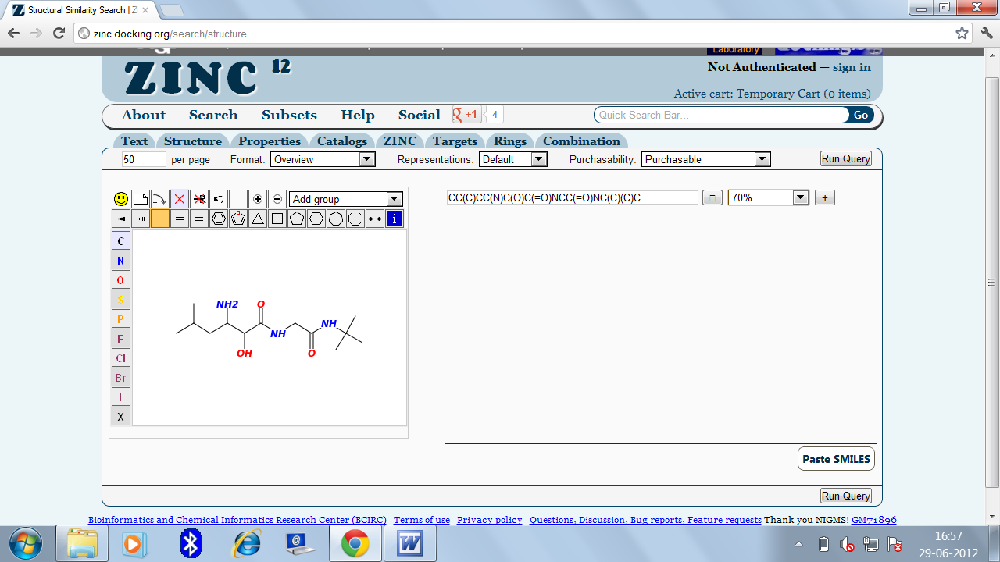 Structural Similarity Search | Z
zinc.docking.org/search/structure
Laboratory
docking.org
ZINC 12
Not Authenticated — sign in
Active cart: Temporary Cart (0 items)
About Search Subsets Help Social g +1 4 Quick Search Bar... Go
Text Structure Properties Catalogs ZINC Targets Rings Combination
50 per page Format: Overview Representations: Default Purchasability: Purchasable Run Query
Add group
CC(C)CC(N)C(O)C(=O)NCC(=O)NC(C)(C)C = 70% +
i
C
N
O
S
P
F
Cl
Br
I
X
NH2 O
NH
NH
OH O
Paste SMILES
Run Query
Bioinformatics and Chemical Informatics Research Center (BCIRC) Terms of use Privacy policy Questions, Discussion, Bug reports, Feature requests Thank you NIGMS! GM71896
16:57
29-06-2012